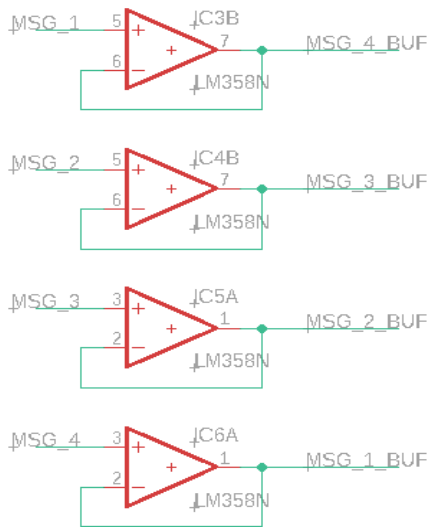 IC3B
MSG_1 5 + 7 MSG_4_BUF
6 −
LM358N
IC4B
MSG_2 5 + 7 MSG_3_BUF
6 −
LM358N
IC5A
MSG_3 3 + 1 MSG_2_BUF
2 −
LM358N
IC6A
MSG_4 3 + 1 MSG_1_BUF
2 −
LM358N